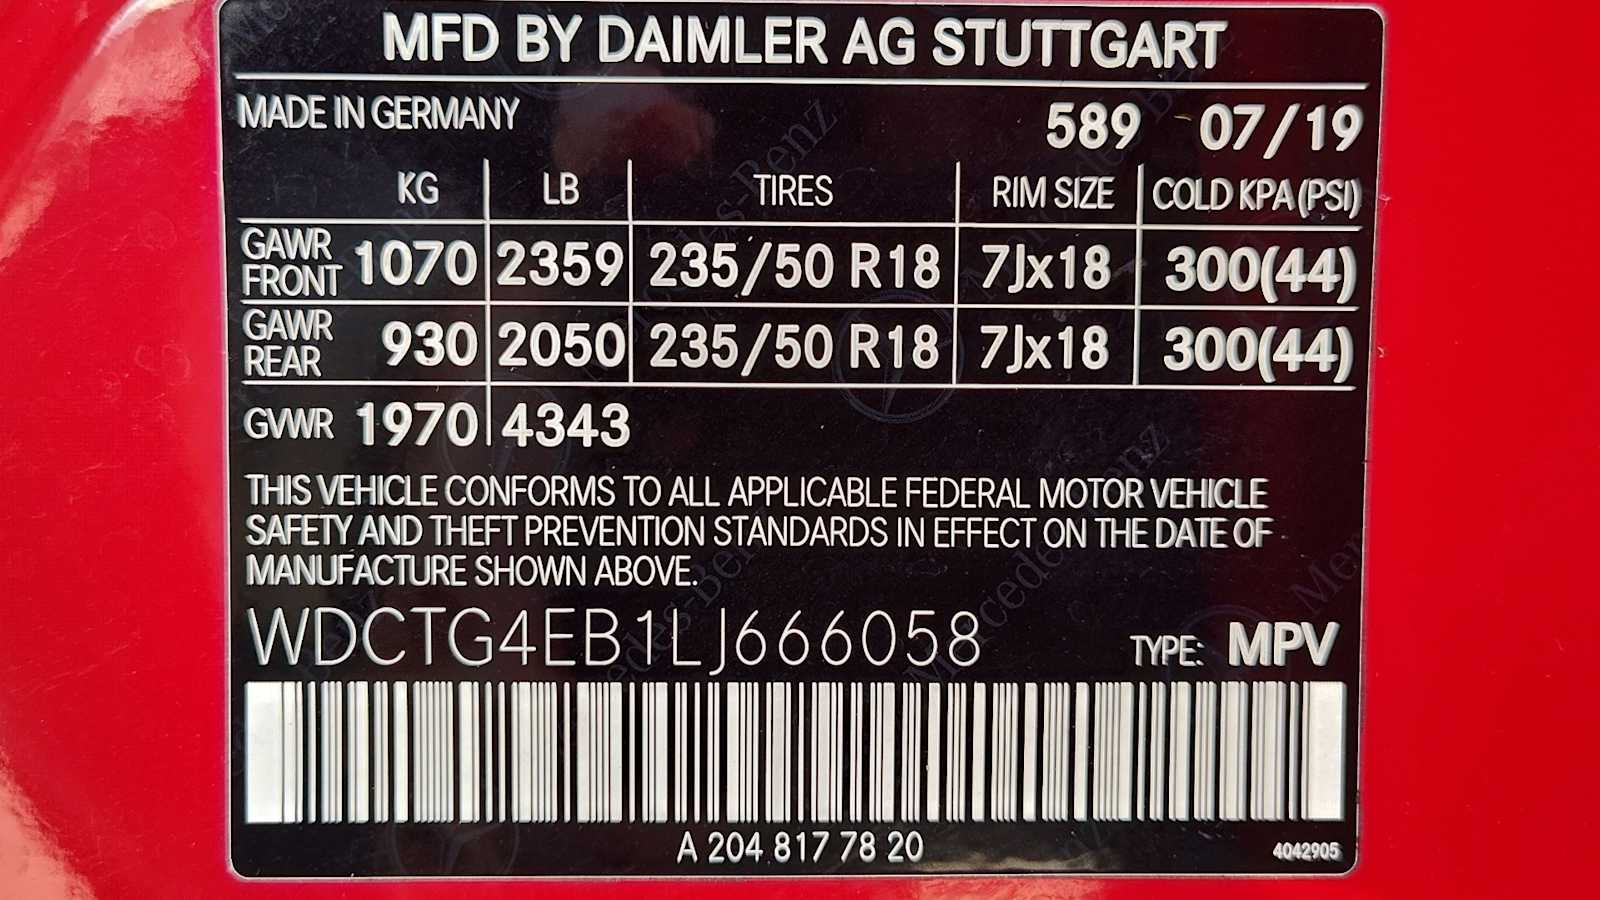 MFD BY DAIMLER AG STUTTGART
MADE IN GERMANY 589 07/19
KG LB TIRES RIM SIZE COLD KPA (PSI)
GAWR FRONT 1070 2359 235/50 R18 7Jx18 300(44)
GAWR REAR 930 2050 235/50 R18 7Jx18 300(44)
GVWR 1970 4343
THIS VEHICLE CONFORMS TO ALL APPLICABLE FEDERAL MOTOR VEHICLE
SAFETY AND THEFT PREVENTION STANDARDS IN EFFECT ON THE DATE OF
MANUFACTURE SHOWN ABOVE.
WDCTG4EB1LJ666058 TYPE: MPV
A 204 817 78 20 4042905
Mercedes-Benz